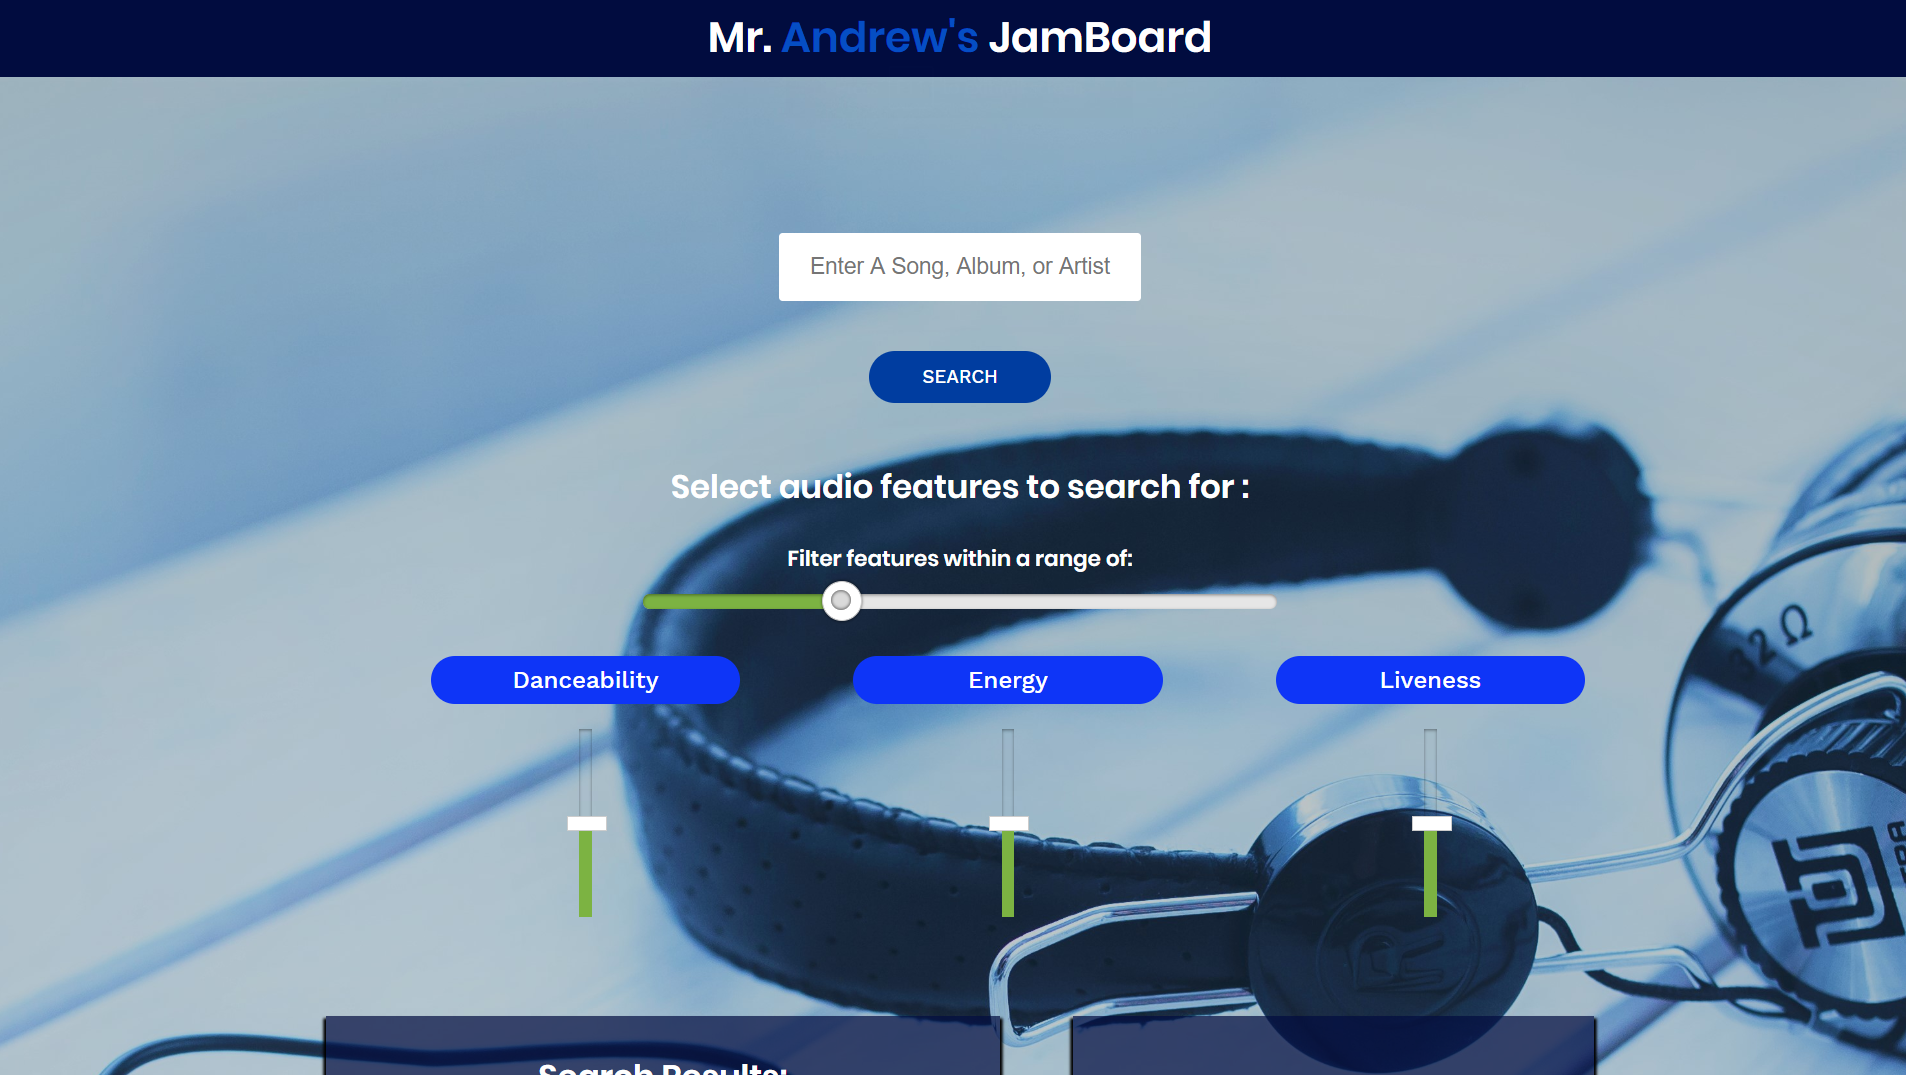 Mr. Andrew's JamBoard
Enter A Song, Album, or Artist
SEARCH
Select audio features to search for :
Filter features within a range of:
32 Ω
Danceability
Energy
Liveness
Search Results: